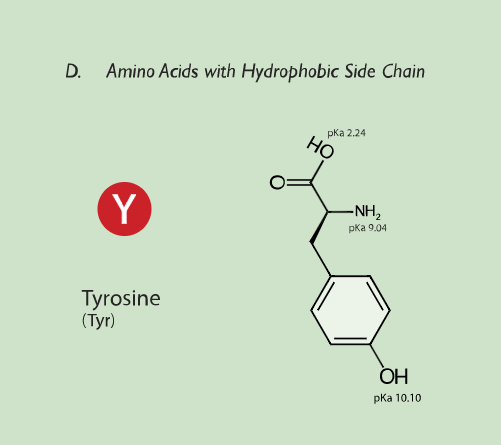 D. Amino Acids with Hydrophobic Side Chain
HO
pKa 2.24
O
NH2
pKa 9.04
Y
Tyrosine
(Tyr)
OH
pKa 10.10